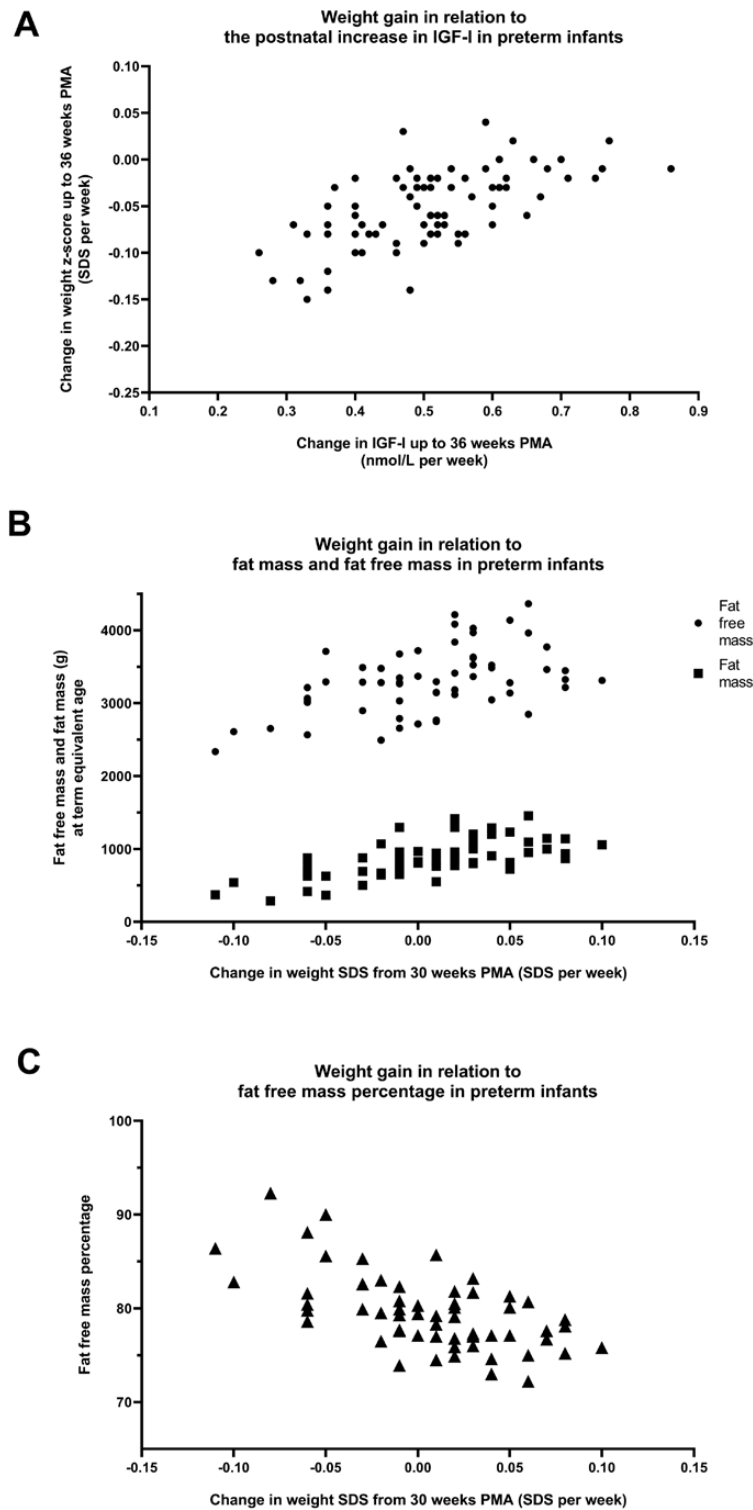 A
Weight gain in relation to
the postnatal increase in IGF-I in preterm infants
Change in weight z-score up to 36 weeks PMA
(SDS per week)
0.10
0.05
0.00
-0.05
-0.10
-0.15
-0.20
-0.25
0.1 0.2 0.3 0.4 0.5 0.6 0.7 0.8 0.9
Change in IGF-I up to 36 weeks PMA
(nmol/L per week)
B
Weight gain in relation to
fat mass and fat free mass in preterm infants
Fat free mass and fat mass (g)
at term equivalent age
4000
3000
2000
1000
0
-0.15 -0.10 -0.05 0.00 0.05 0.10 0.15
Change in weight SDS from 30 weeks PMA (SDS per week)
Fat
free
mass
Fat
mass
C
Weight gain in relation to
fat free mass percentage in preterm infants
Fat free mass percentage
100
90
80
70
-0.15 -0.10 -0.05 0.00 0.05 0.10 0.15
Change in weight SDS from 30 weeks PMA (SDS per week)